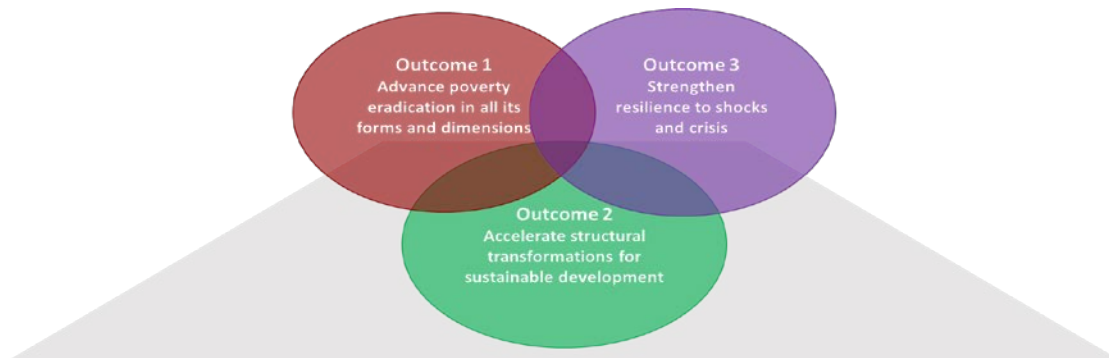 Outcome 1
Advance poverty
eradication in all its
forms and dimensions
Outcome 3
Strengthen
resilience to shocks
and crisis
Outcome 2
Accelerate structural
transformations for
sustainable development